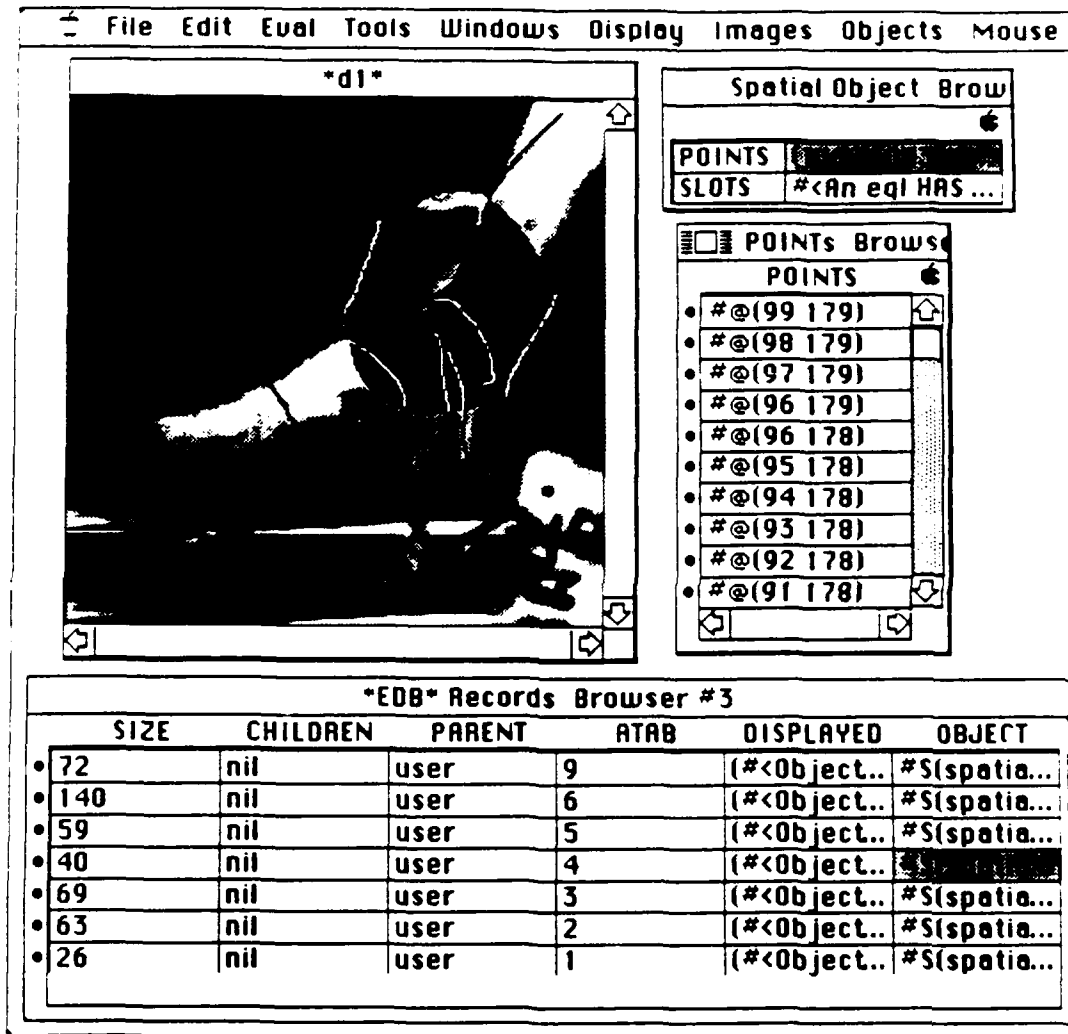 File Edit Eval Tools Windows Display Images Objects Mouse
*d1*
Spatial Object Brow
POINTS
SLOTS #<An eql HAS ...
POINTs Brows
POINTS
#@(99 179)
#@(98 179)
#@(97 179)
#@(96 179)
#@(96 178)
#@(95 178)
#@(94 178)
#@(93 178)
#@(92 178)
#@(91 178)
*EDB* Records Browser #3
SIZE CHILDREN PARENT ATAB DISPLAYED OBJECT
72 nil user 9 (#<Object... #S(spatia...
140 nil user 6 (#<Object... #S(spatia...
59 nil user 5 (#<Object... #S(spatia...
40 nil user 4 (#<Object...
69 nil user 3 (#<Object... #S(spatia...
63 nil user 2 (#<Object... #S(spatia...
26 nil user 1 (#<Object... #S(spatia...